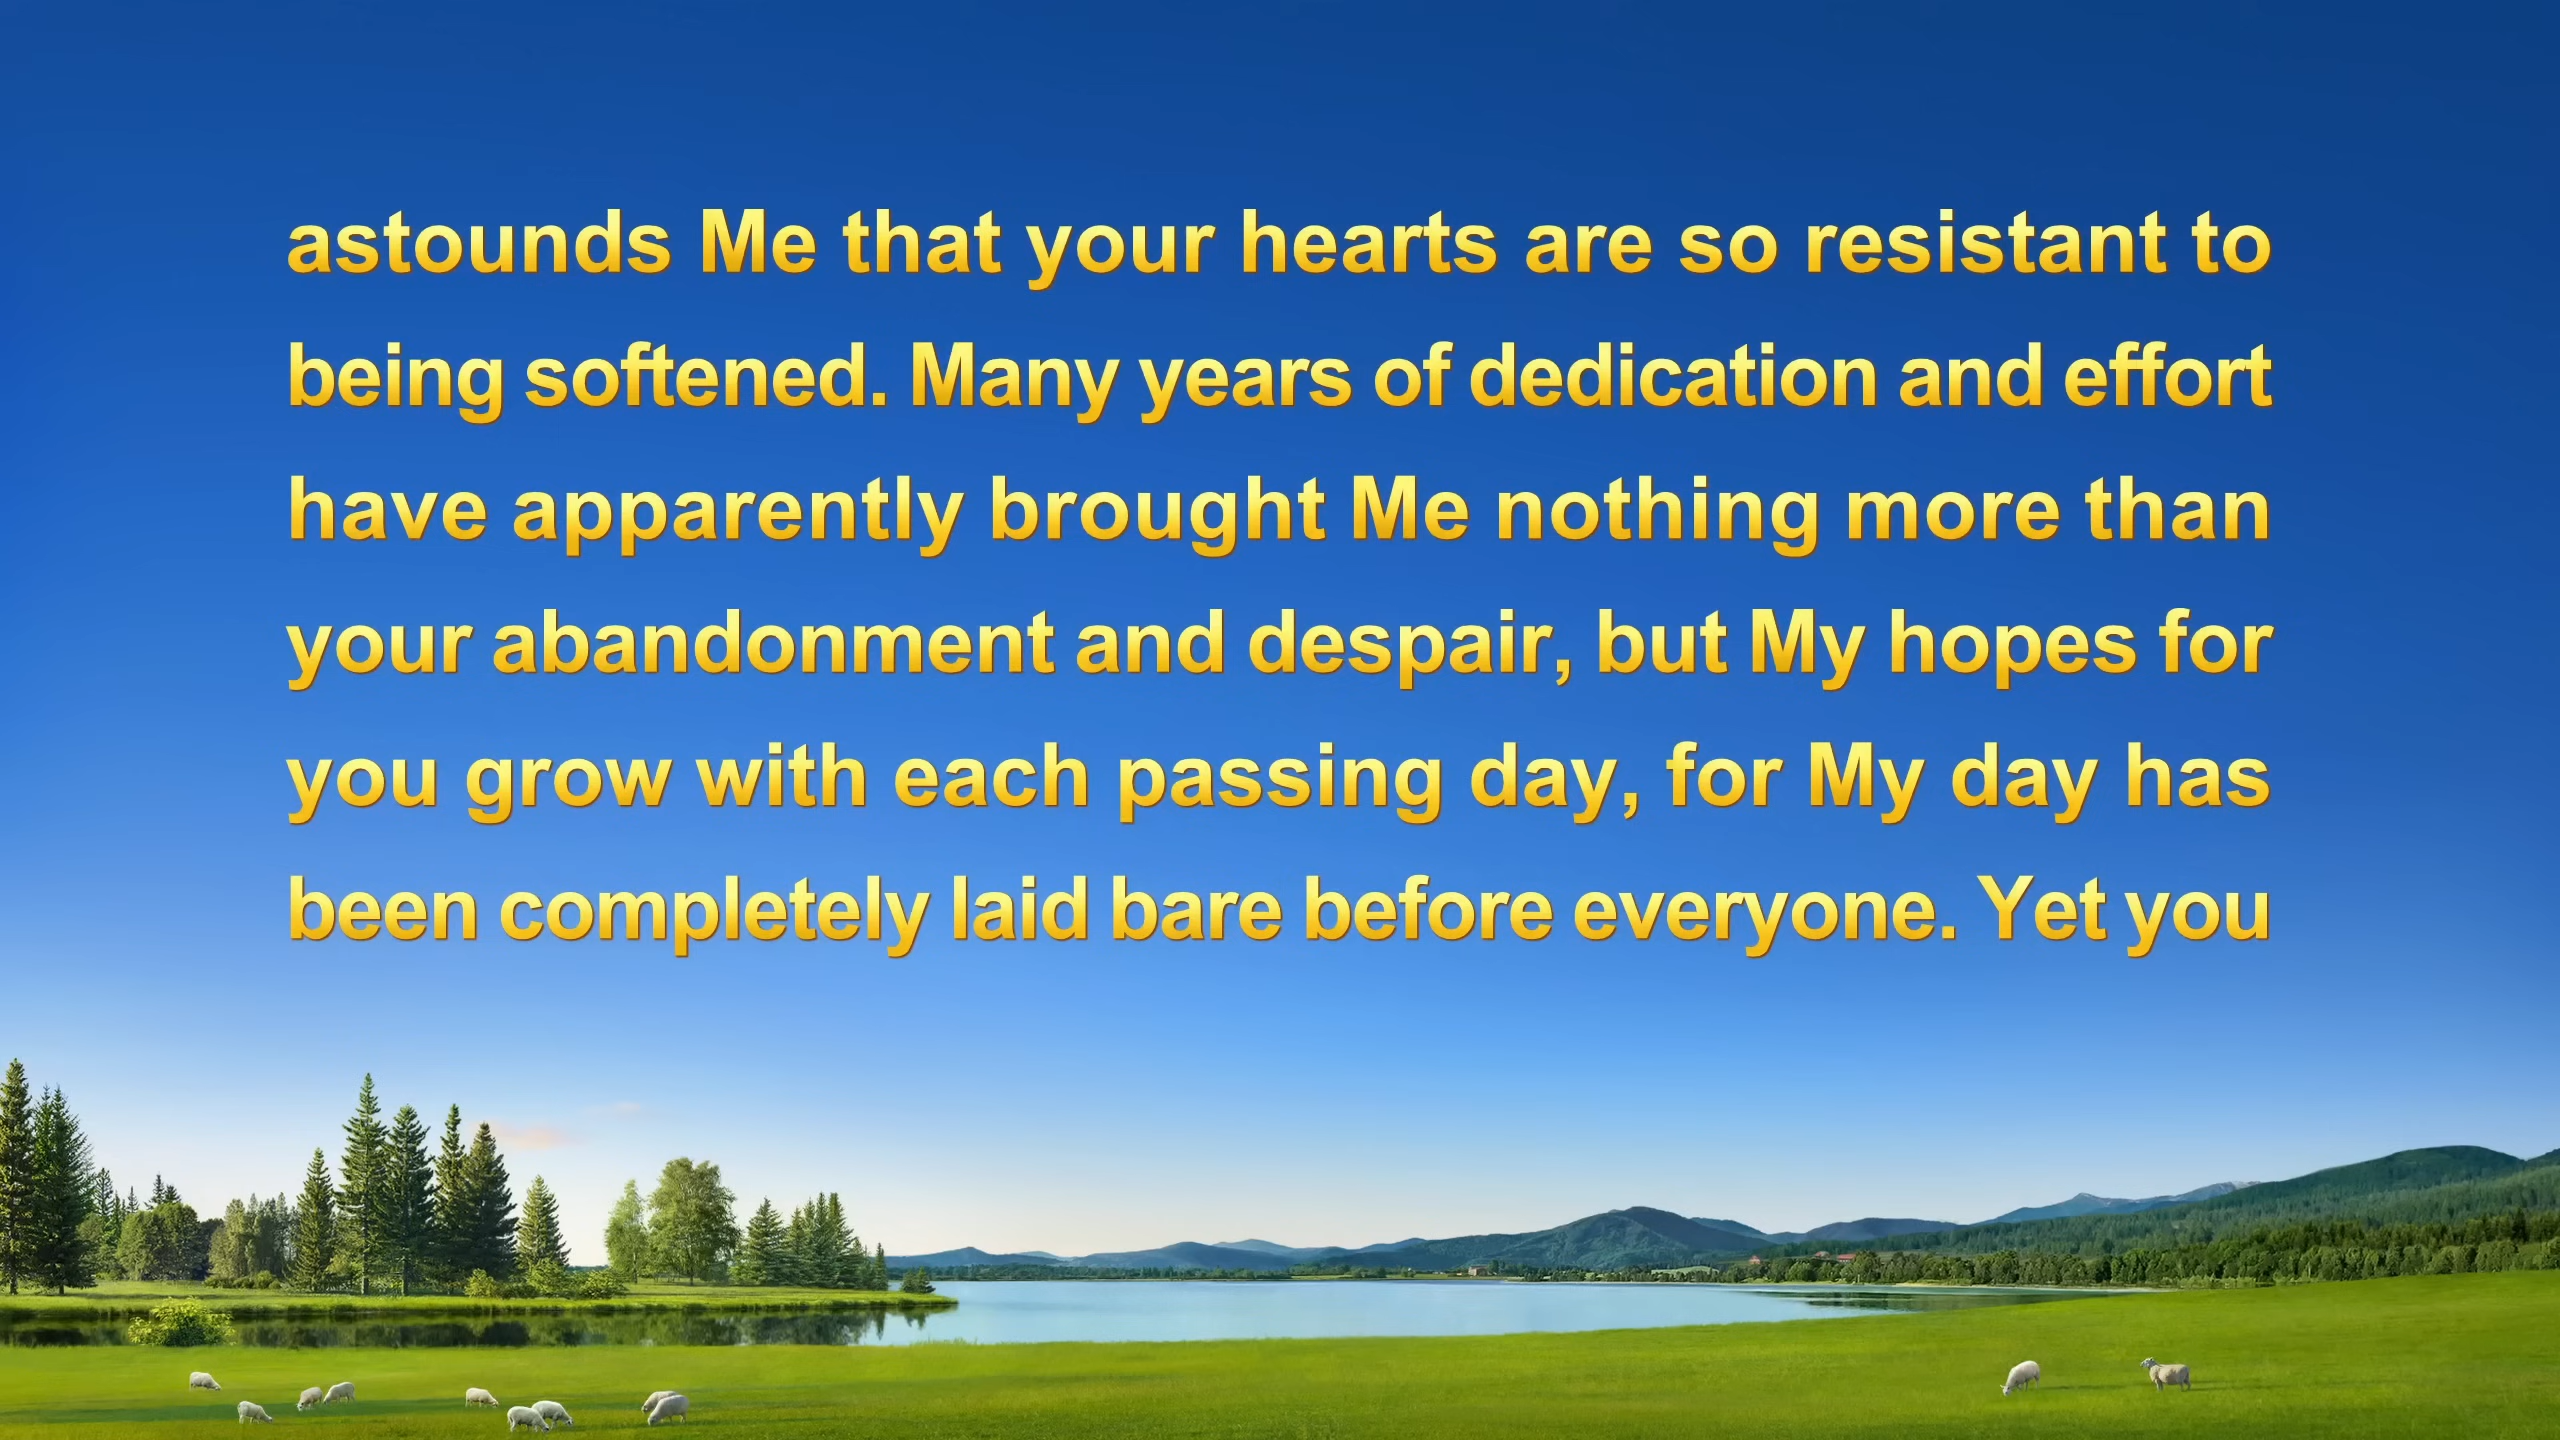 astounds Me that your hearts are so resistant to
being softened. Many years of dedication and effort
have apparently brought Me nothing more than
your abandonment and despair, but My hopes for
you grow with each passing day, for My day has
been completely laid bare before everyone. Yet you